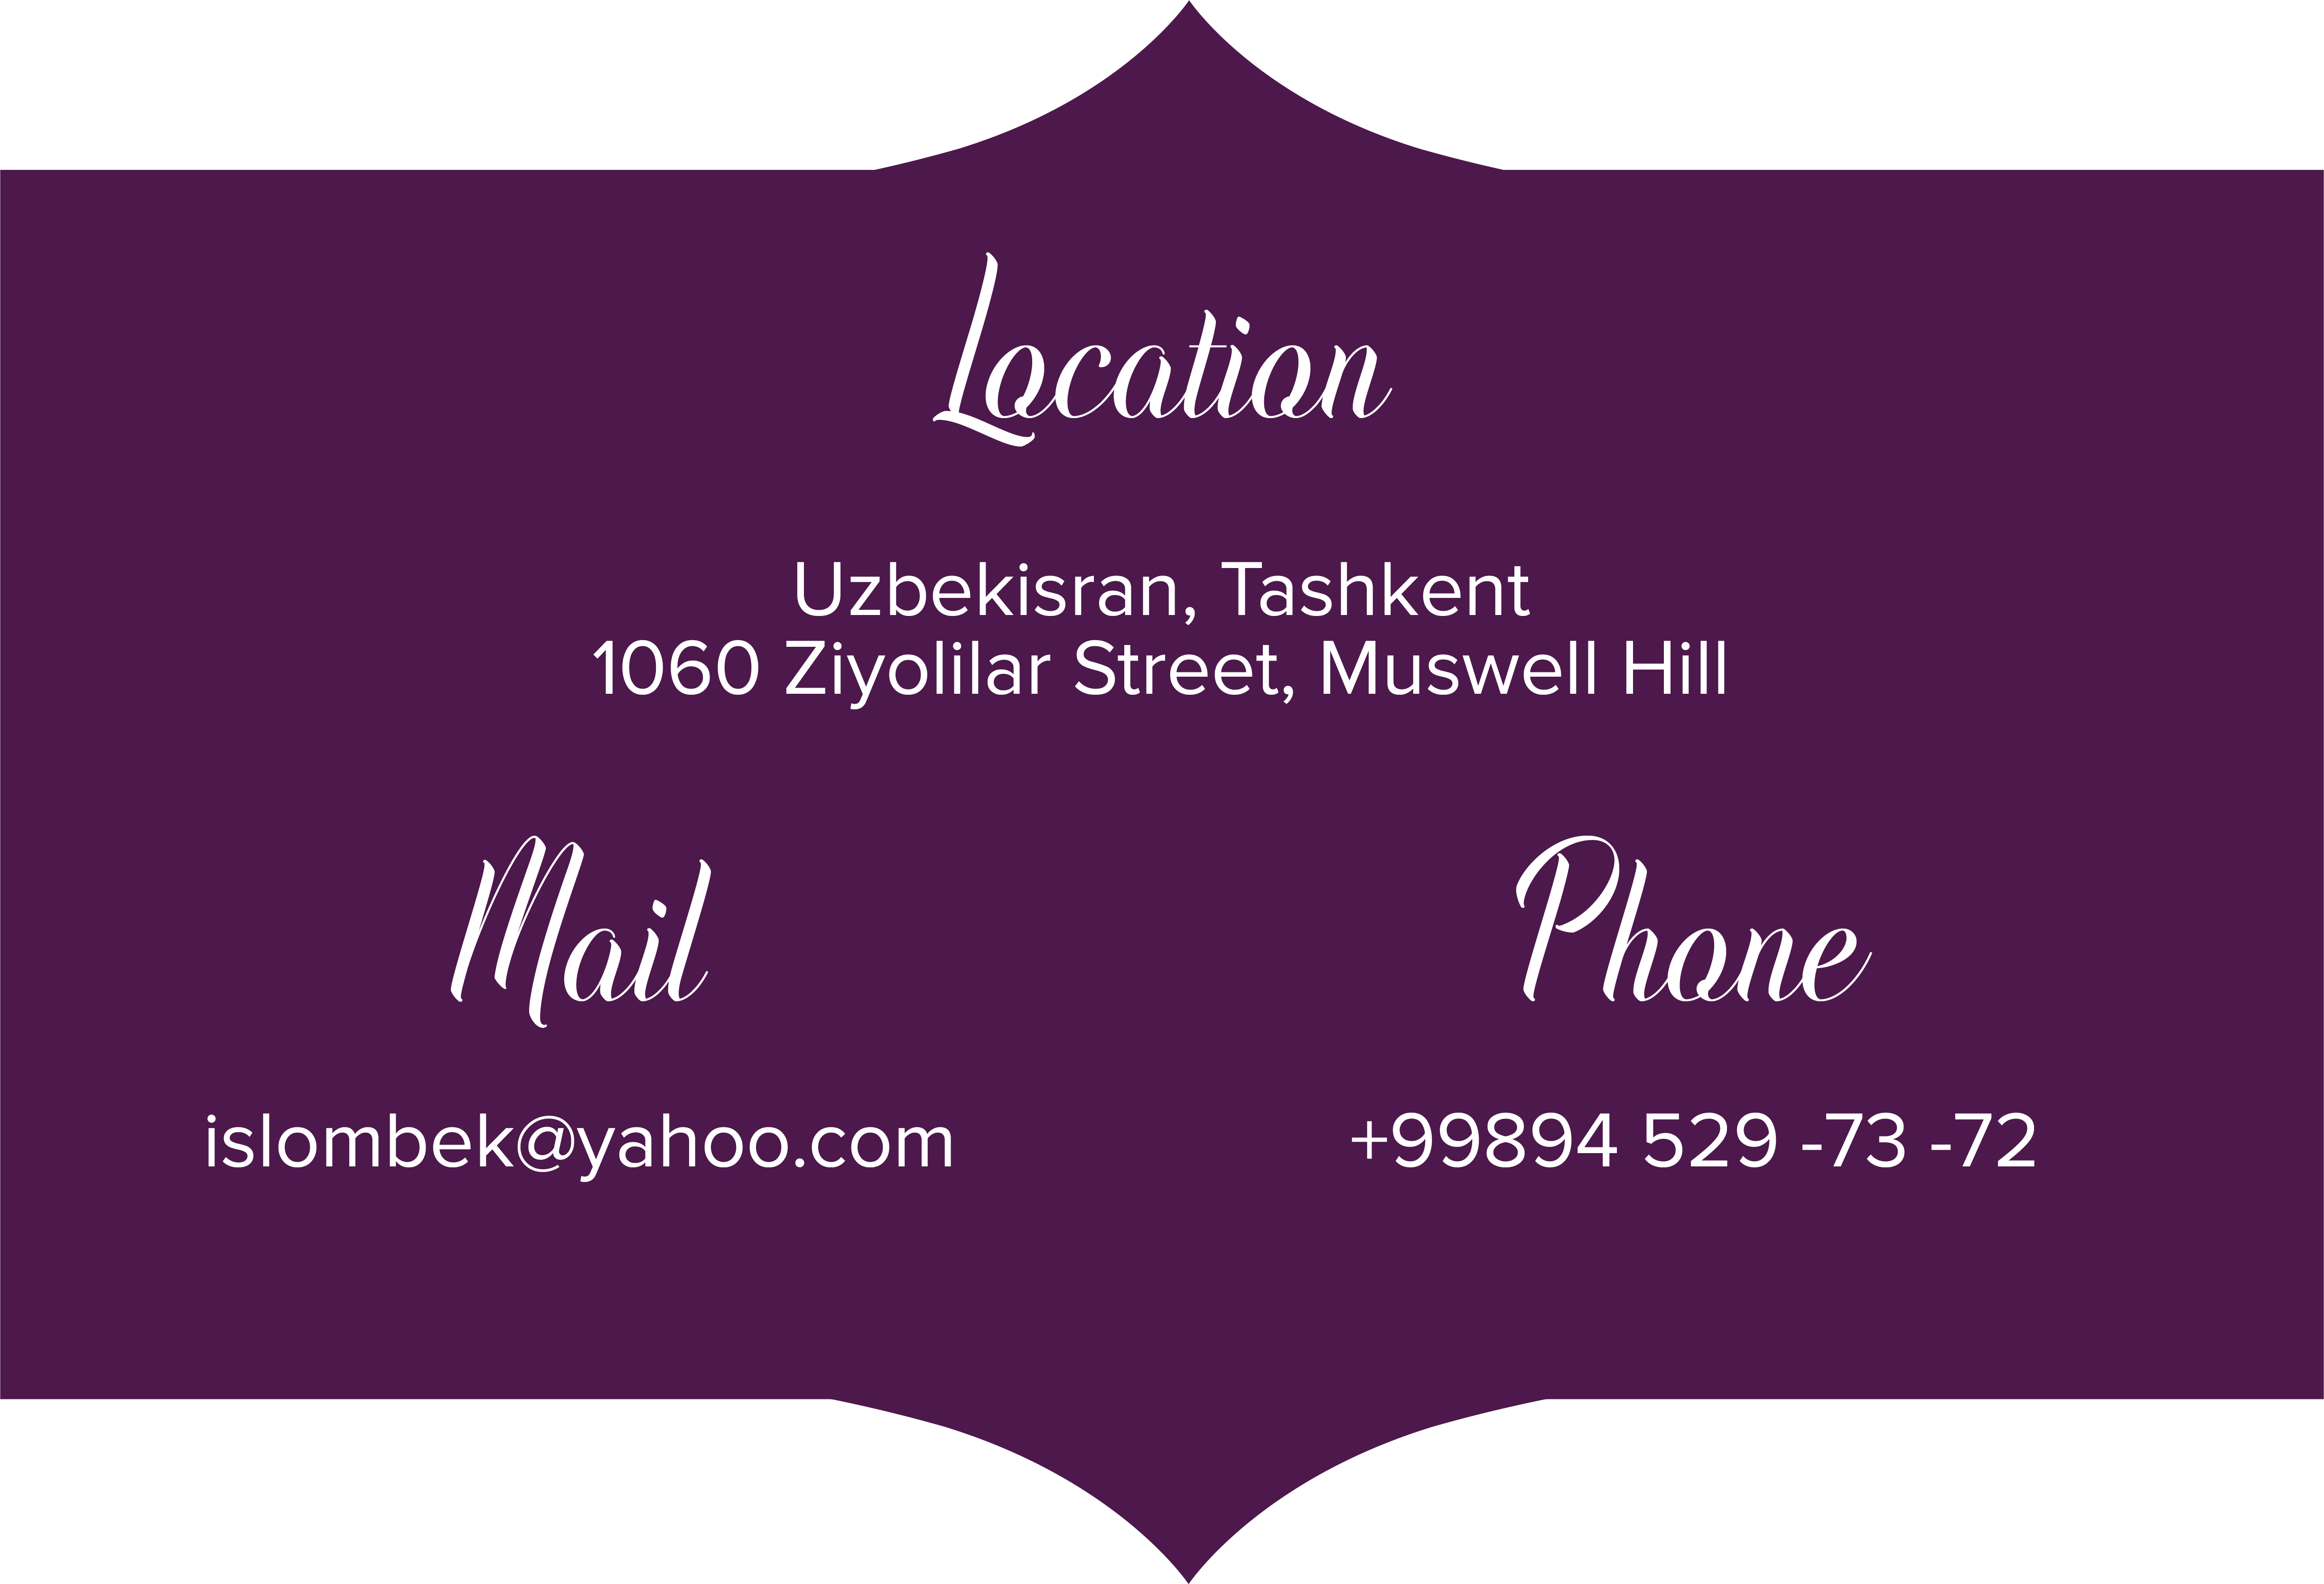 Location
Uzbekisran, Tashkent
1060 Ziyolilar Street, Muswell Hill
Mail
islombek@yahoo.com
Phone
+99894 529 -73 -72